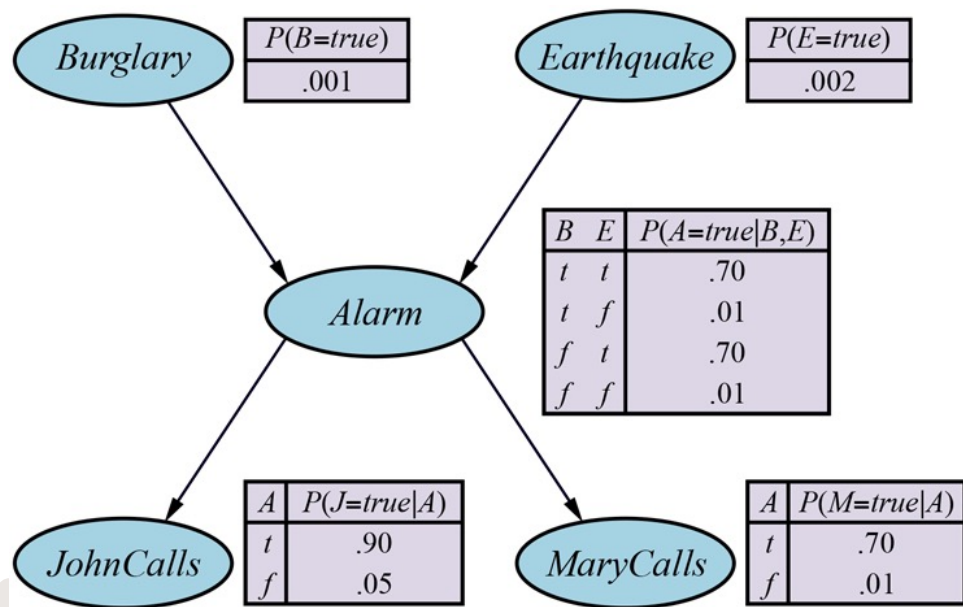 Burglary
P(B=true)
.001
Earthquake
P(E=true)
.002
B E P(A=true|B,E)
t t .70
t f .01
f t .70
f f .01
Alarm
JohnCalls
A P(J=true|A)
t .90
f .05
MaryCalls
A P(M=true|A)
t .70
f .01